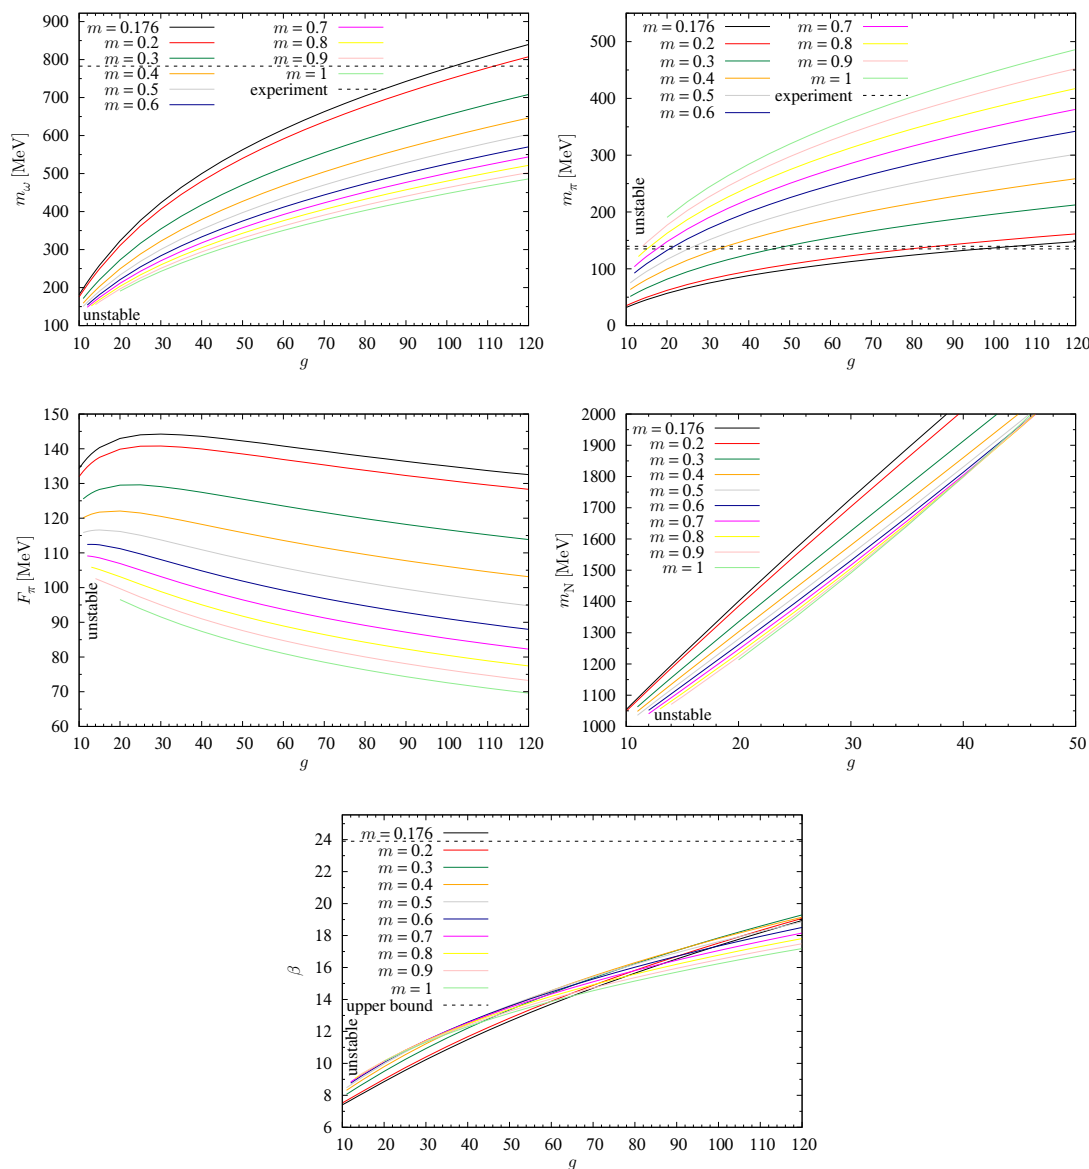 900
800
700
600
500
400
300
200
100
m_ω [MeV]
m = 0.176
m = 0.2
m = 0.3
m = 0.4
m = 0.5
m = 0.6
m = 0.7
m = 0.8
m = 0.9
m = 1
experiment
unstable
10 20 30 40 50 60 70 80 90 100 110 120
g
550
500
450
400
350
300
250
200
150
100
50
0
m_π [MeV]
m = 0.176
m = 0.2
m = 0.3
m = 0.4
m = 0.5
m = 0.6
m = 0.7
m = 0.8
m = 0.9
m = 1
experiment
unstable
10 20 30 40 50 60 70 80 90 100 110 120
g
150
140
130
120
110
100
90
80
70
60
F_π [MeV]
unstable
10 20 30 40 50 60 70 80 90 100 110 120
g
2000
1900
1800
1700
1600
1500
1400
1300
1200
1100
1000
m_N [MeV]
m = 0.176
m = 0.2
m = 0.3
m = 0.4
m = 0.5
m = 0.6
m = 0.7
m = 0.8
m = 0.9
m = 1
unstable
10 20 30 40 50
g
24
22
20
18
16
14
12
10
8
6
β
m = 0.176
m = 0.2
m = 0.3
m = 0.4
m = 0.5
m = 0.6
m = 0.7
m = 0.8
m = 0.9
m = 1
upper bound
unstable
10 20 30 40 50 60 70 80 90 100 110 120
g